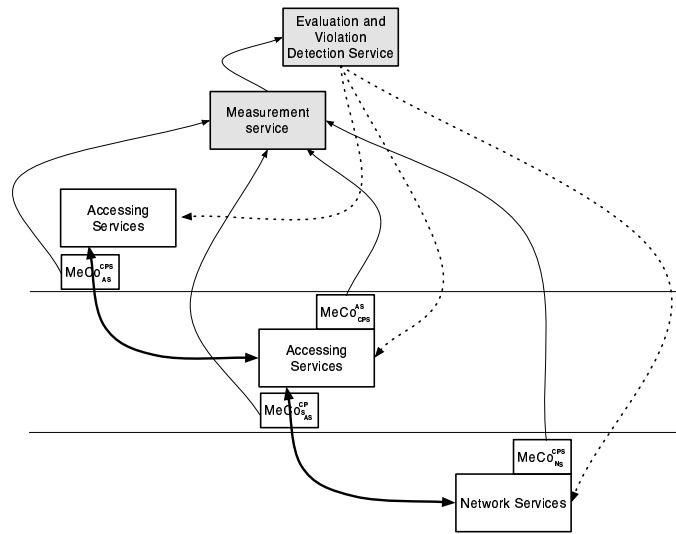 Evaluation and
Violation
Detection Service
Measurement
service
Accessing
Services
MeCo CPS
AS
MeCo AS
CPS
Accessing
Services
MeCo CP
S AS
MeCo CPS
NS
Network Services